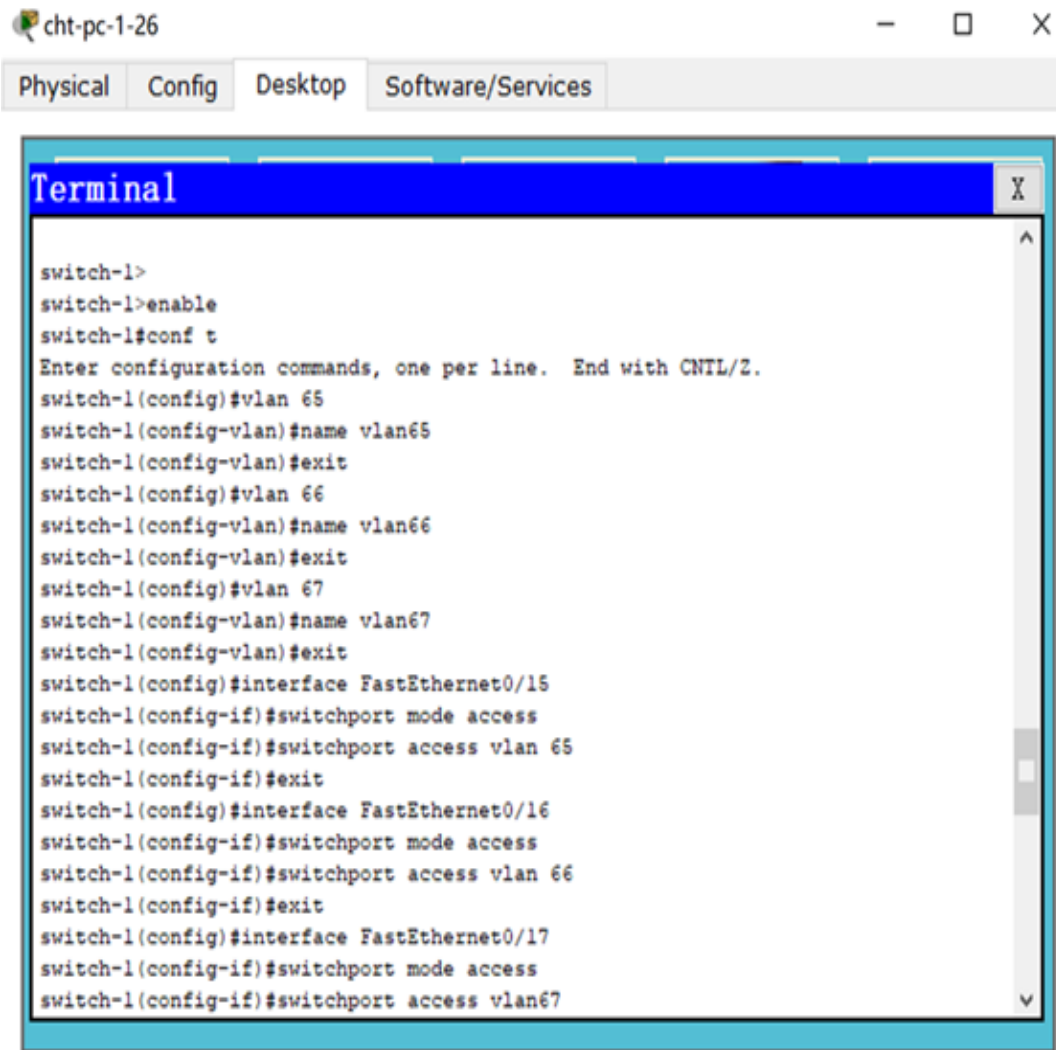 cht-pc-1-26
Physical Config Desktop Software/Services
Terminal X
switch-1>
switch-1>enable
switch-1#conf t
Enter configuration commands, one per line.  End with CNTL/Z.
switch-1(config)#vlan 65
switch-1(config-vlan)#name vlan65
switch-1(config-vlan)#exit
switch-1(config)#vlan 66
switch-1(config-vlan)#name vlan66
switch-1(config-vlan)#exit
switch-1(config)#vlan 67
switch-1(config-vlan)#name vlan67
switch-1(config-vlan)#exit
switch-1(config)#interface FastEthernet0/15
switch-1(config-if)#switchport mode access
switch-1(config-if)#switchport access vlan 65
switch-1(config-if)#exit
switch-1(config)#interface FastEthernet0/16
switch-1(config-if)#switchport mode access
switch-1(config-if)#switchport access vlan 66
switch-1(config-if)#exit
switch-1(config)#interface FastEthernet0/17
switch-1(config-if)#switchport mode access
switch-1(config-if)#switchport access vlan67